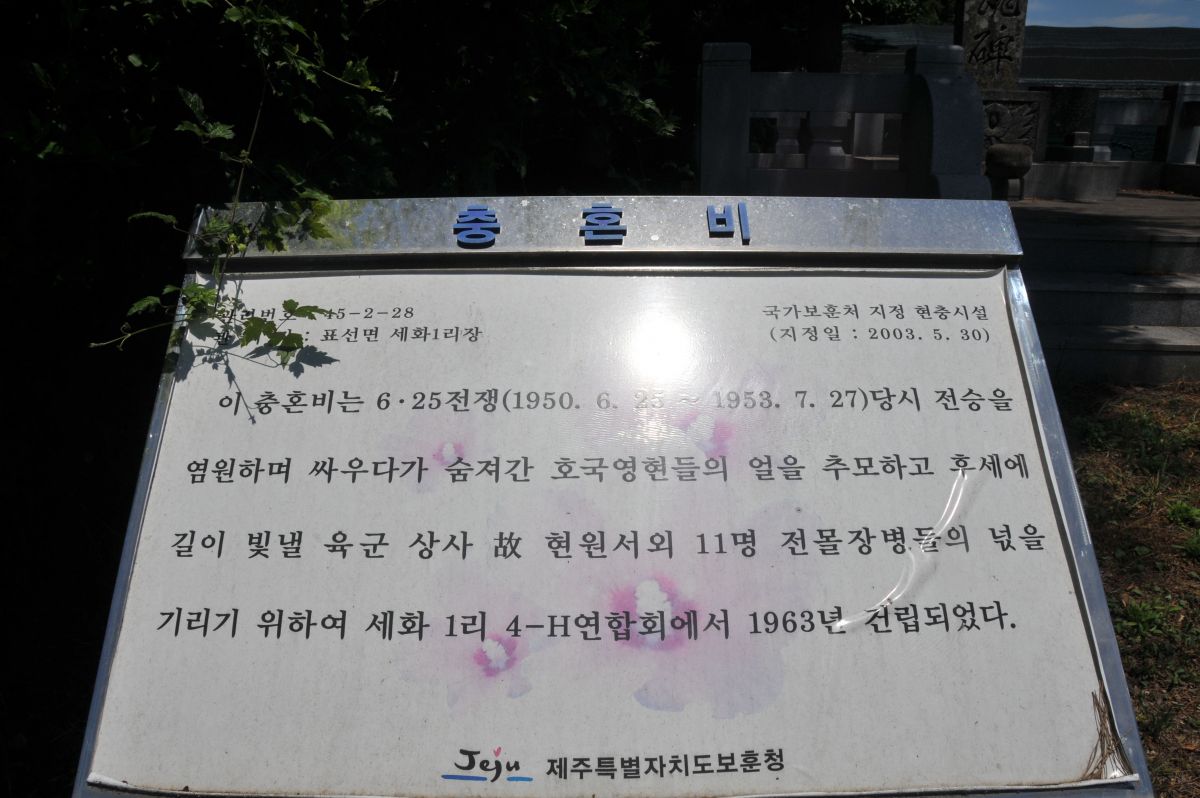 魂
碑
충혼비
관리번호 : 45-2-28
국가보훈처 지정 현충시설
: 표선면 세화1리장
(지정일 : 2003. 5. 30)
이 충혼비는 6·25전쟁(1950. 6. 25 ~ 1953. 7. 27)당시 전승을
염원하며 싸우다가 숨져간 호국영현들의 얼을 추모하고 후세에
길이 빛낼 육군 상사 故 현원서외 11명 전몰장병들의 넋을
기리기 위하여 세화 1리 4-H연합회에서 1963년 건립되었다.
Jeju 제주특별자치도보훈청